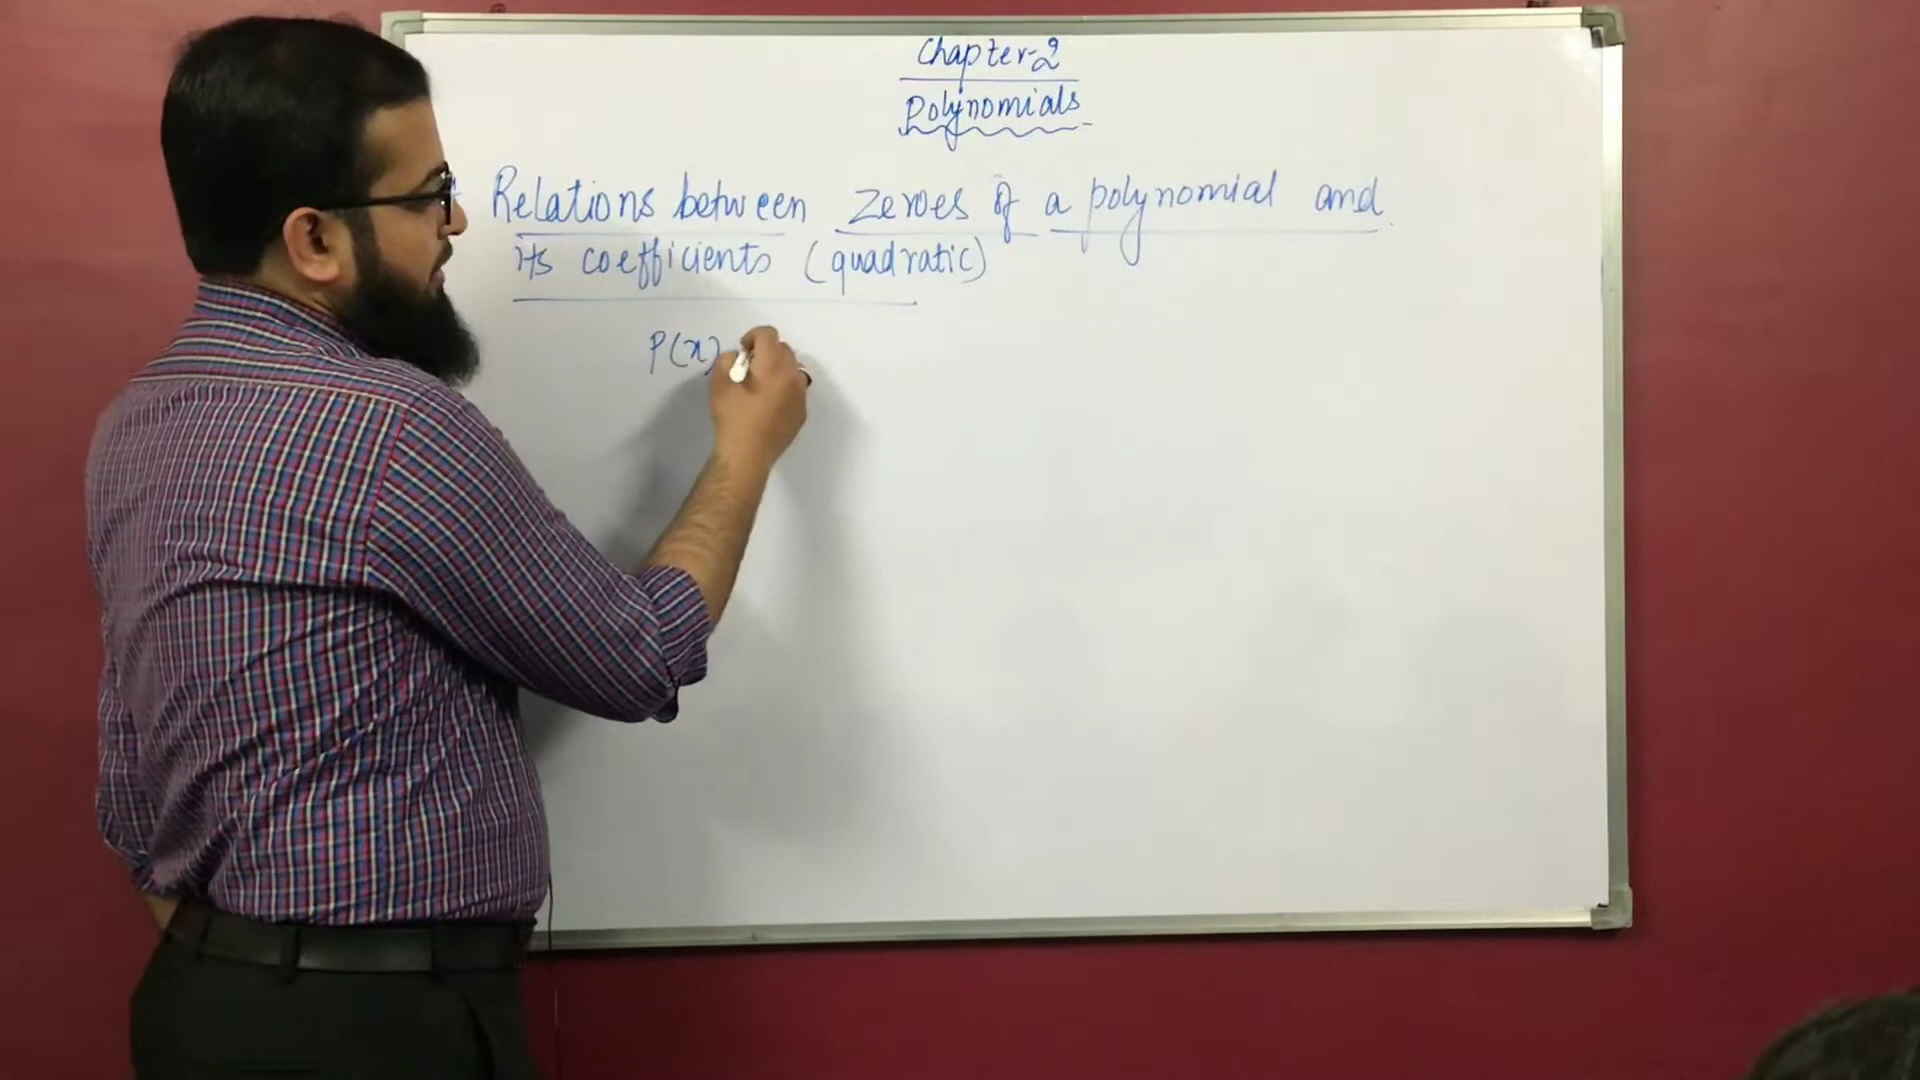 Chapter-2
Polynomials
Relations between zeroes of a polynomial and
its coefficients (quadratic)
P(x)